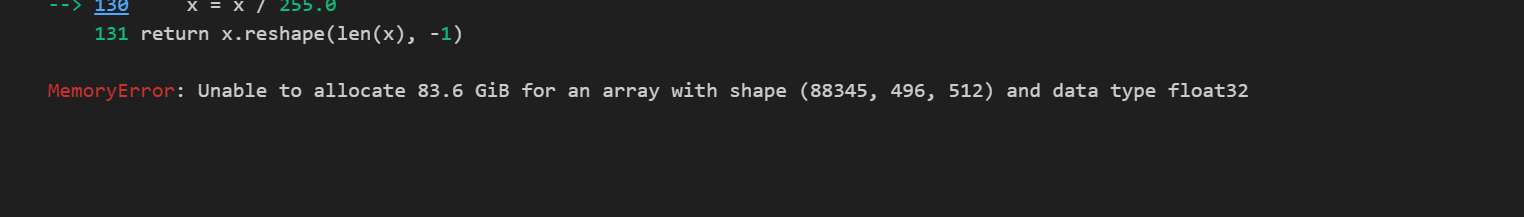 --> 130     x = x / 255.0
    131 return x.reshape(len(x), -1)
MemoryError: Unable to allocate 83.6 GiB for an array with shape (88345, 496, 512) and data type float32